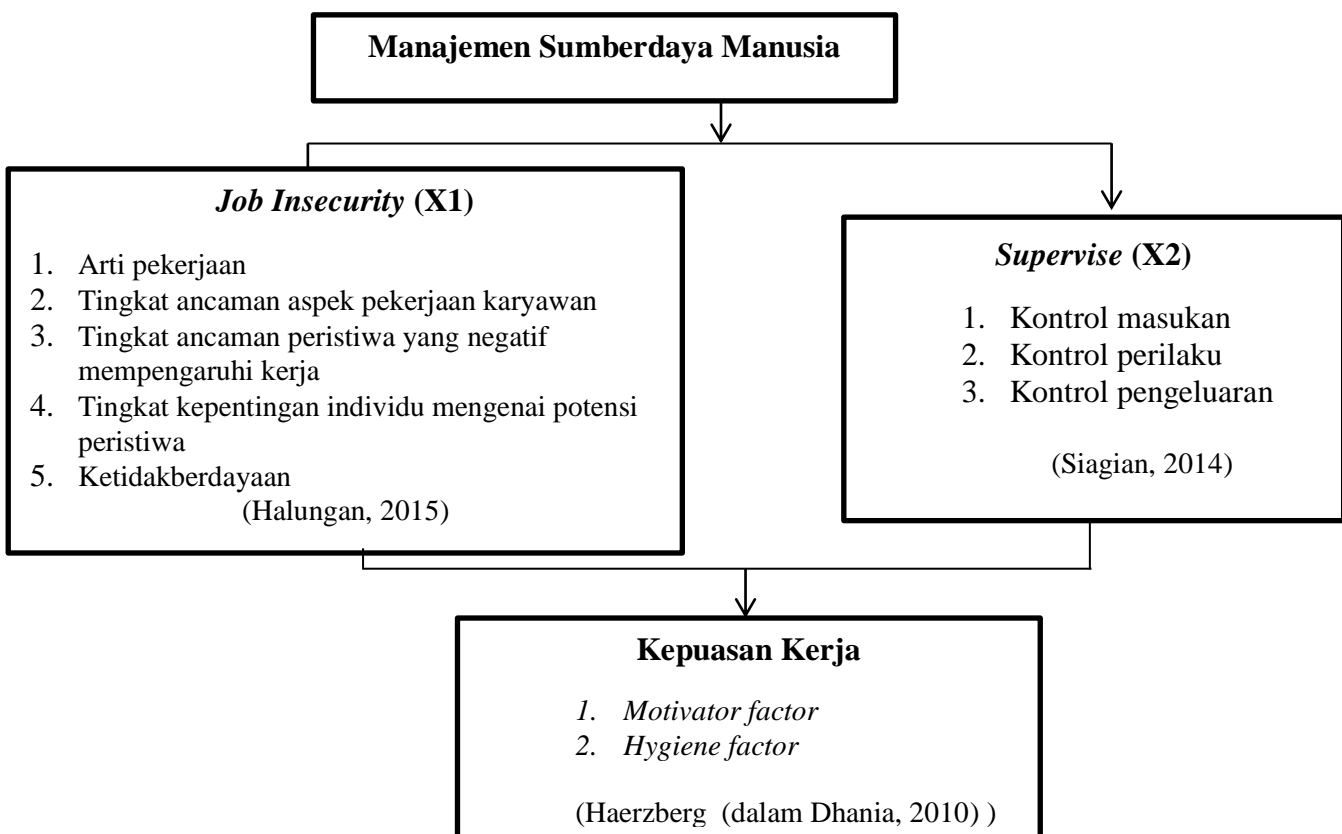 Manajemen Sumberdaya Manusia
Job Insecurity (X1)
1. Arti pekerjaan
2. Tingkat ancaman aspek pekerjaan karyawan
3. Tingkat ancaman peristiwa yang negatif
mempengaruhi kerja
4. Tingkat kepentingan individu mengenai potensi
peristiwa
5. Ketidakberdayaan
(Halungan, 2015)
Supervise (X2)
1. Kontrol masukan
2. Kontrol perilaku
3. Kontrol pengeluaran
(Siagian, 2014)
Kepuasan Kerja
1. Motivator factor
2. Hygiene factor
(Haerzberg (dalam Dhania, 2010) )